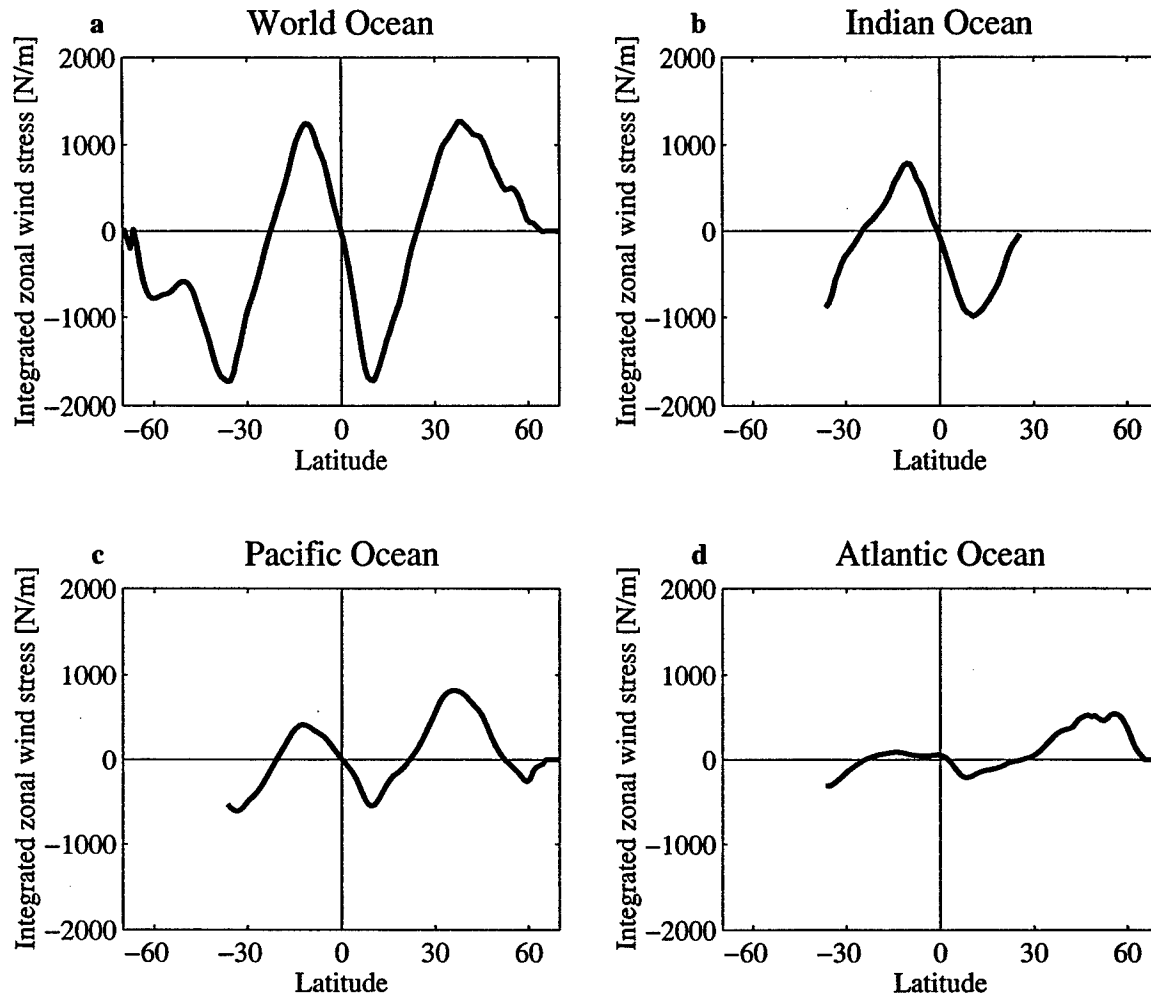 a World Ocean
Integrated zonal wind stress [N/m]
2000
1000
0
−1000
−2000
−60 −30 0 30 60
Latitude
b Indian Ocean
Integrated zonal wind stress [N/m]
2000
1000
0
−1000
−2000
−60 −30 0 30 60
Latitude
c Pacific Ocean
Integrated zonal wind stress [N/m]
2000
1000
0
−1000
−2000
−60 −30 0 30 60
Latitude
d Atlantic Ocean
Integrated zonal wind stress [N/m]
2000
1000
0
−1000
−2000
−60 −30 0 30 60
Latitude